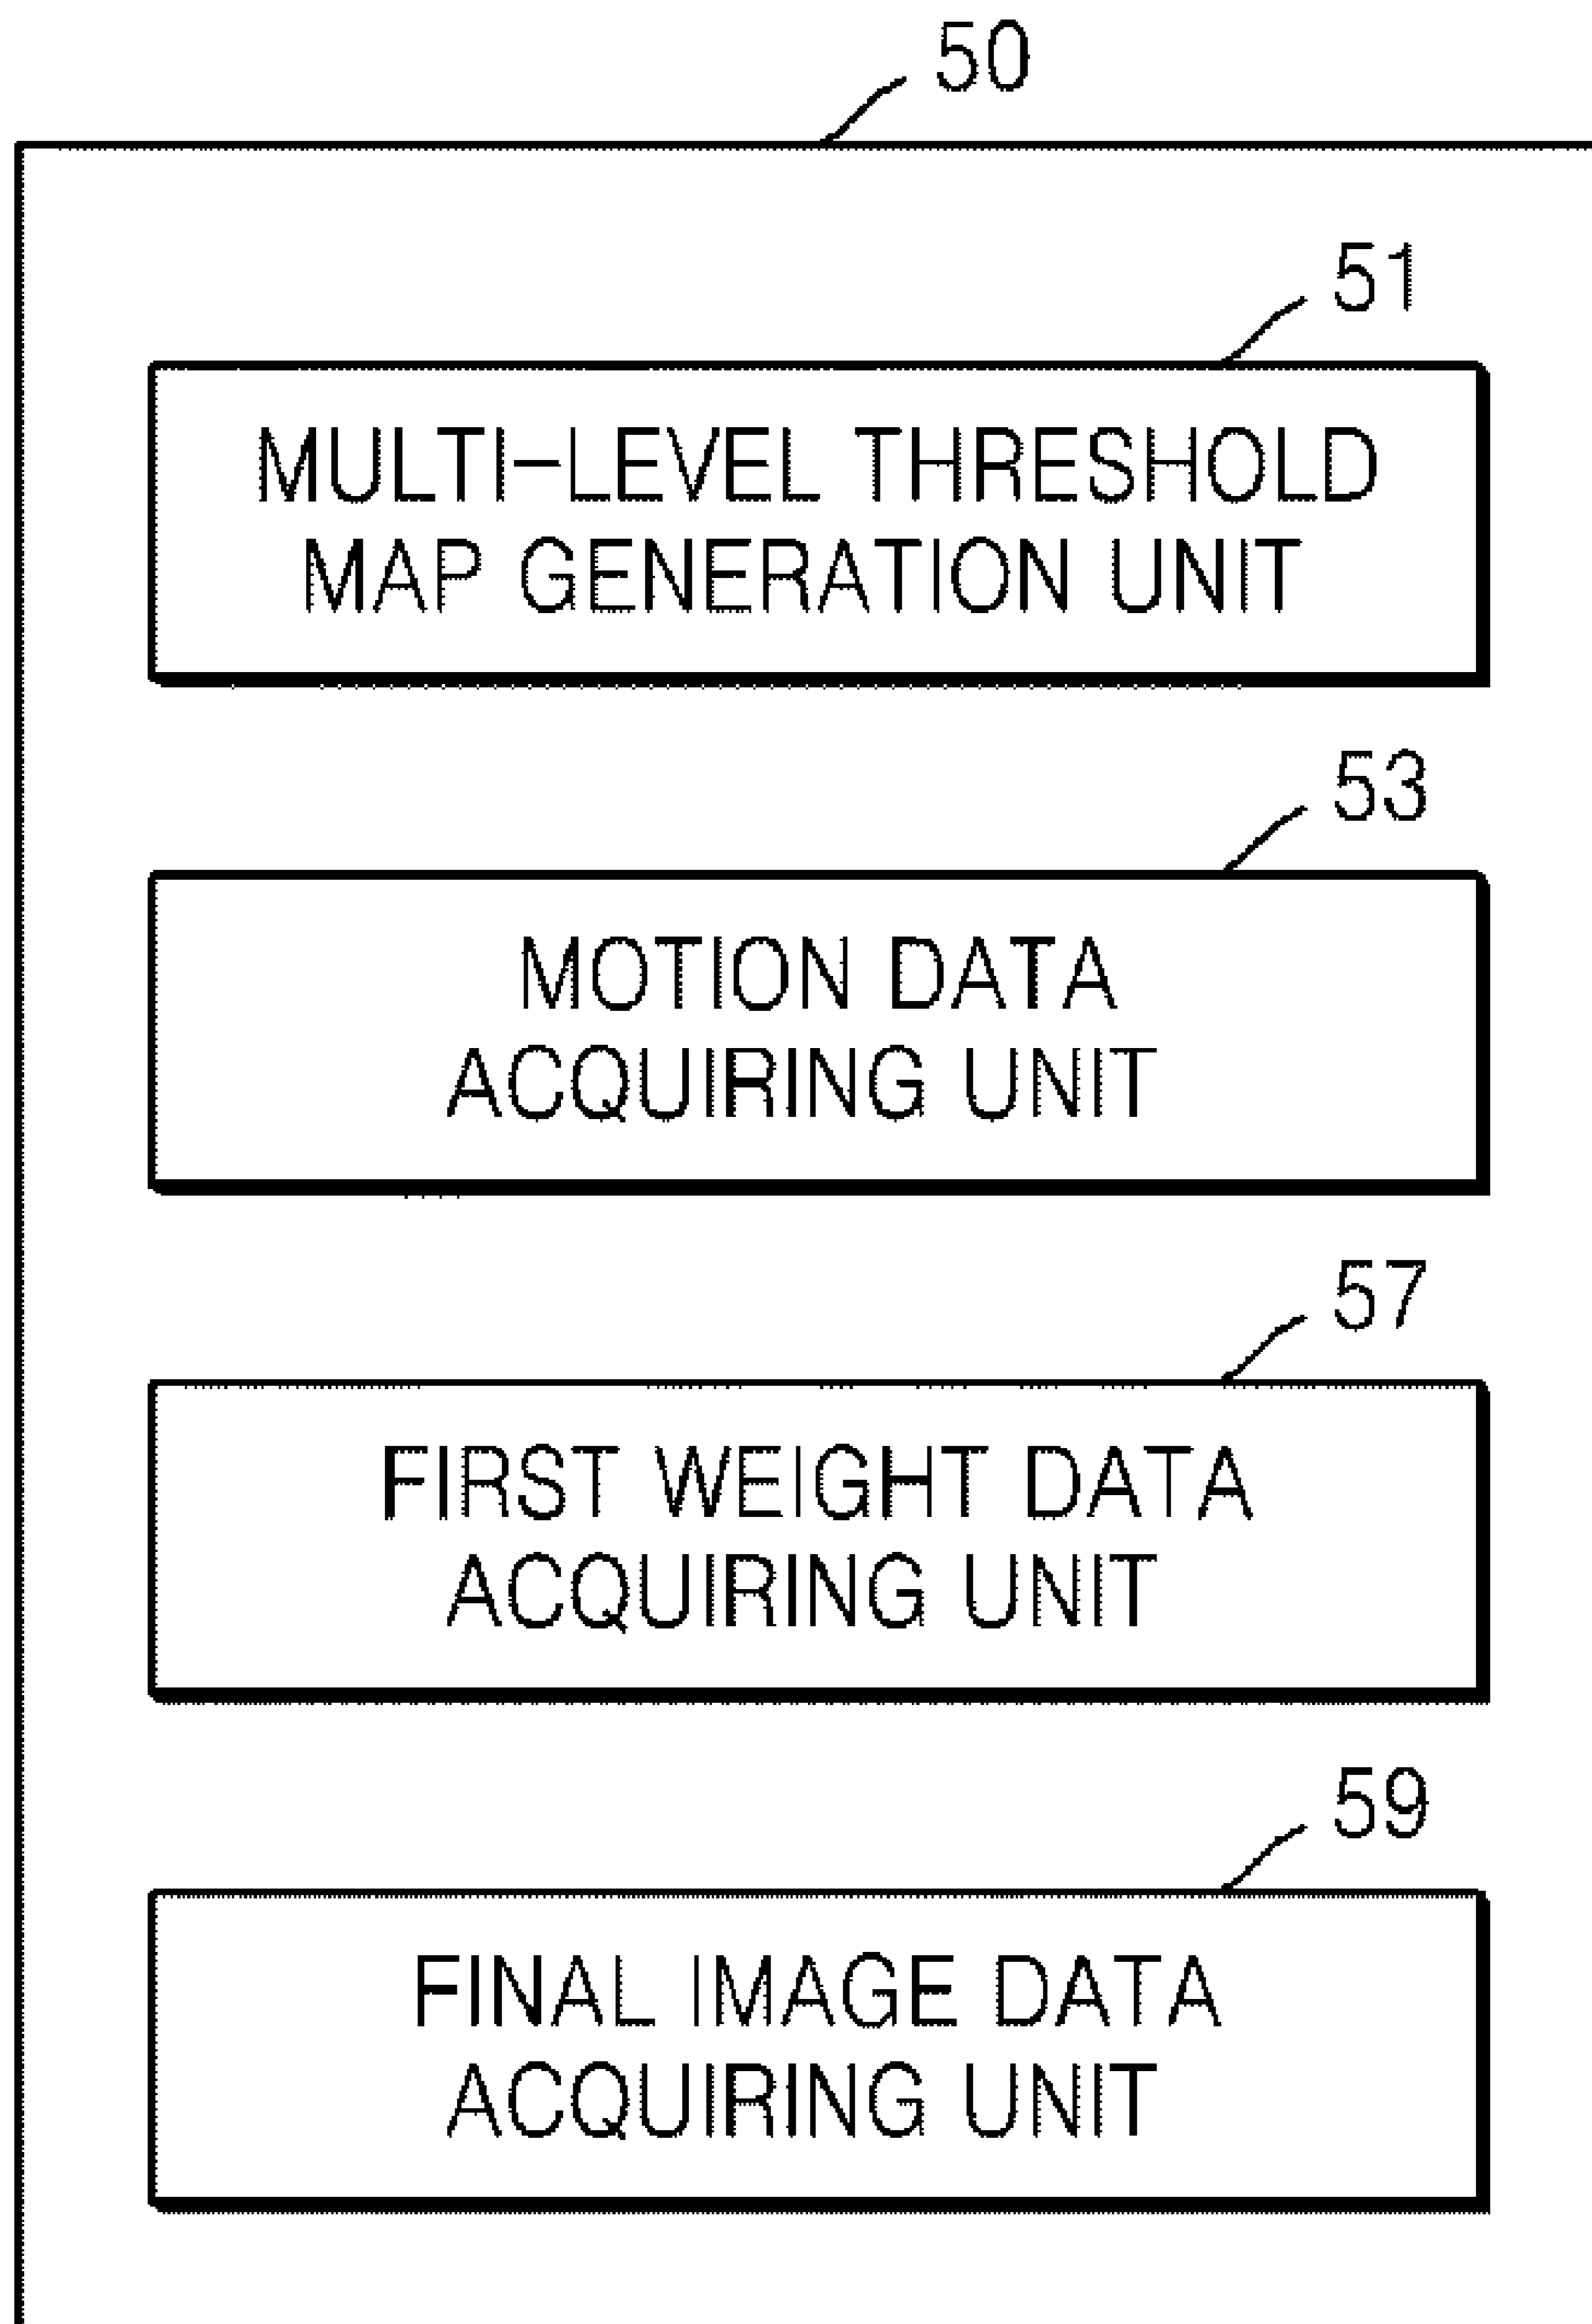 50
51
MULTI-LEVEL THRESHOLD
MAP GENERATION UNIT
53
MOTION DATA
ACQUIRING UNIT
57
FIRST WEIGHT DATA
ACQUIRING UNIT
59
FINAL IMAGE DATA
ACQUIRING UNIT